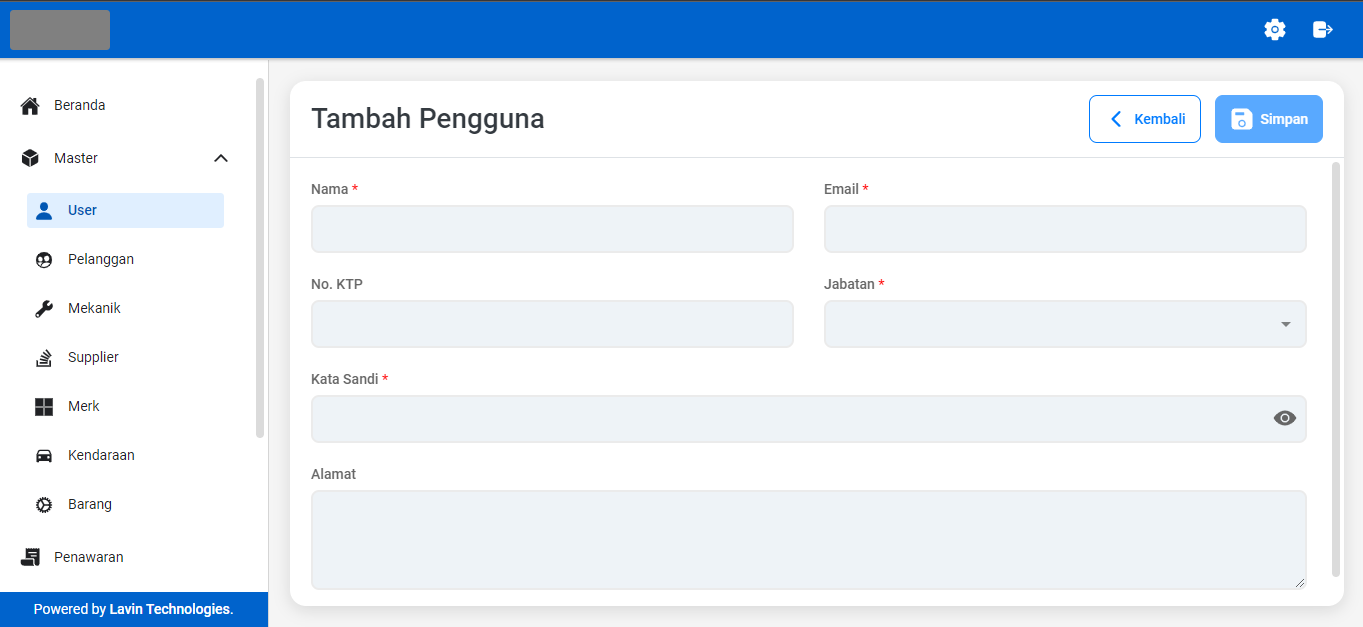 Beranda
Master
User
Pelanggan
Mekanik
Supplier
Merk
Kendaraan
Barang
Penawaran
Powered by Lavin Technologies.
Tambah Pengguna
Kembali
Simpan
Nama *
Email *
No. KTP
Jabatan *
Kata Sandi *
Alamat